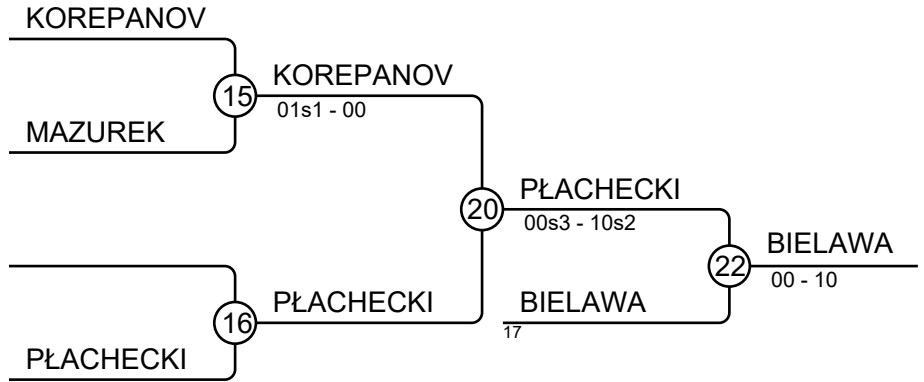 KOREPANOV
KOREPANOV
15
01s1 - 00
MAZUREK
PŁACHECKI
20
00s3 - 10s2
BIELAWA
22
00 - 10
PŁACHECKI
BIELAWA
16
17
PŁACHECKI